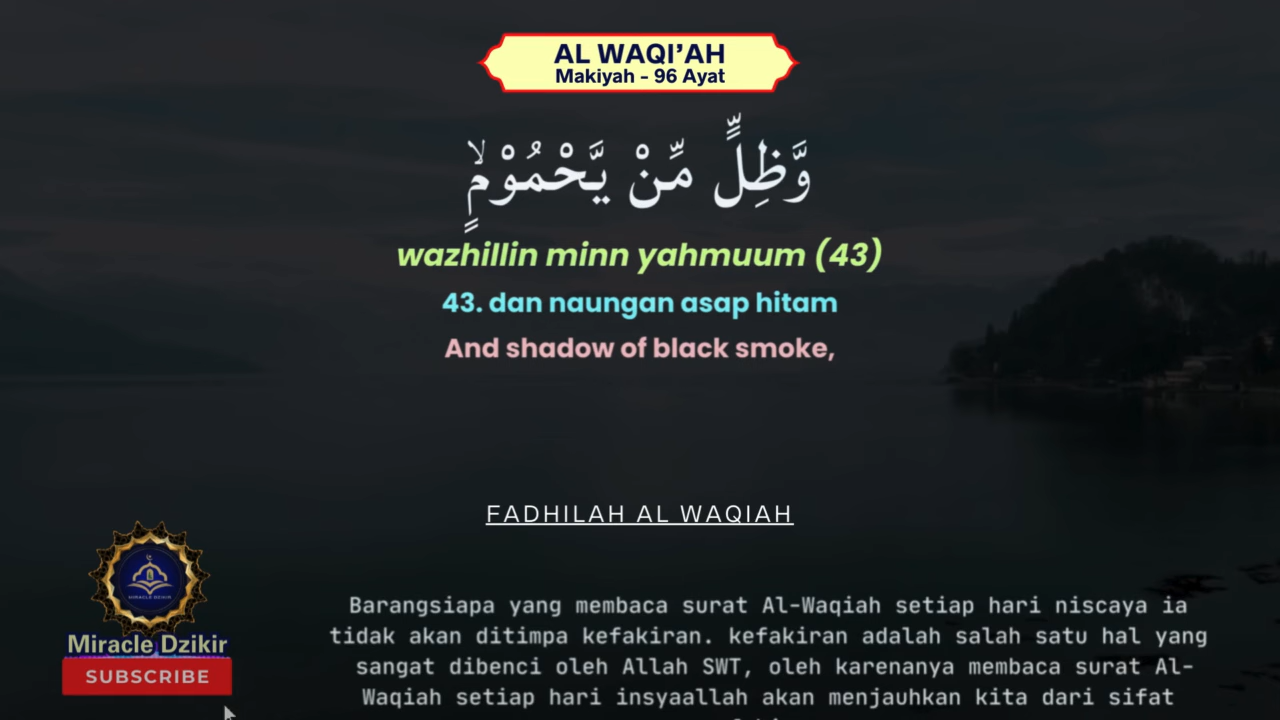 AL WAQI'AH
Makiyah - 96 Ayat
وَّظِلٍّ مِّنْ يَّحْمُوْمٍۙ
wazhillin minn yahmuum (43)
43. dan naungan asap hitam
And shadow of black smoke,
FADHILAH AL WAQIAH
Barangsiapa yang membaca surat Al-Waqiah setiap hari niscaya ia
tidak akan ditimpa kefakiran. kefakiran adalah salah satu hal yang
sangat dibenci oleh Allah SWT, oleh karenanya membaca surat Al-
Waqiah setiap hari insyaallah akan menjauhkan kita dari sifat
MIRACLE DZIKIR
Miracle Dzikir
SUBSCRIBE